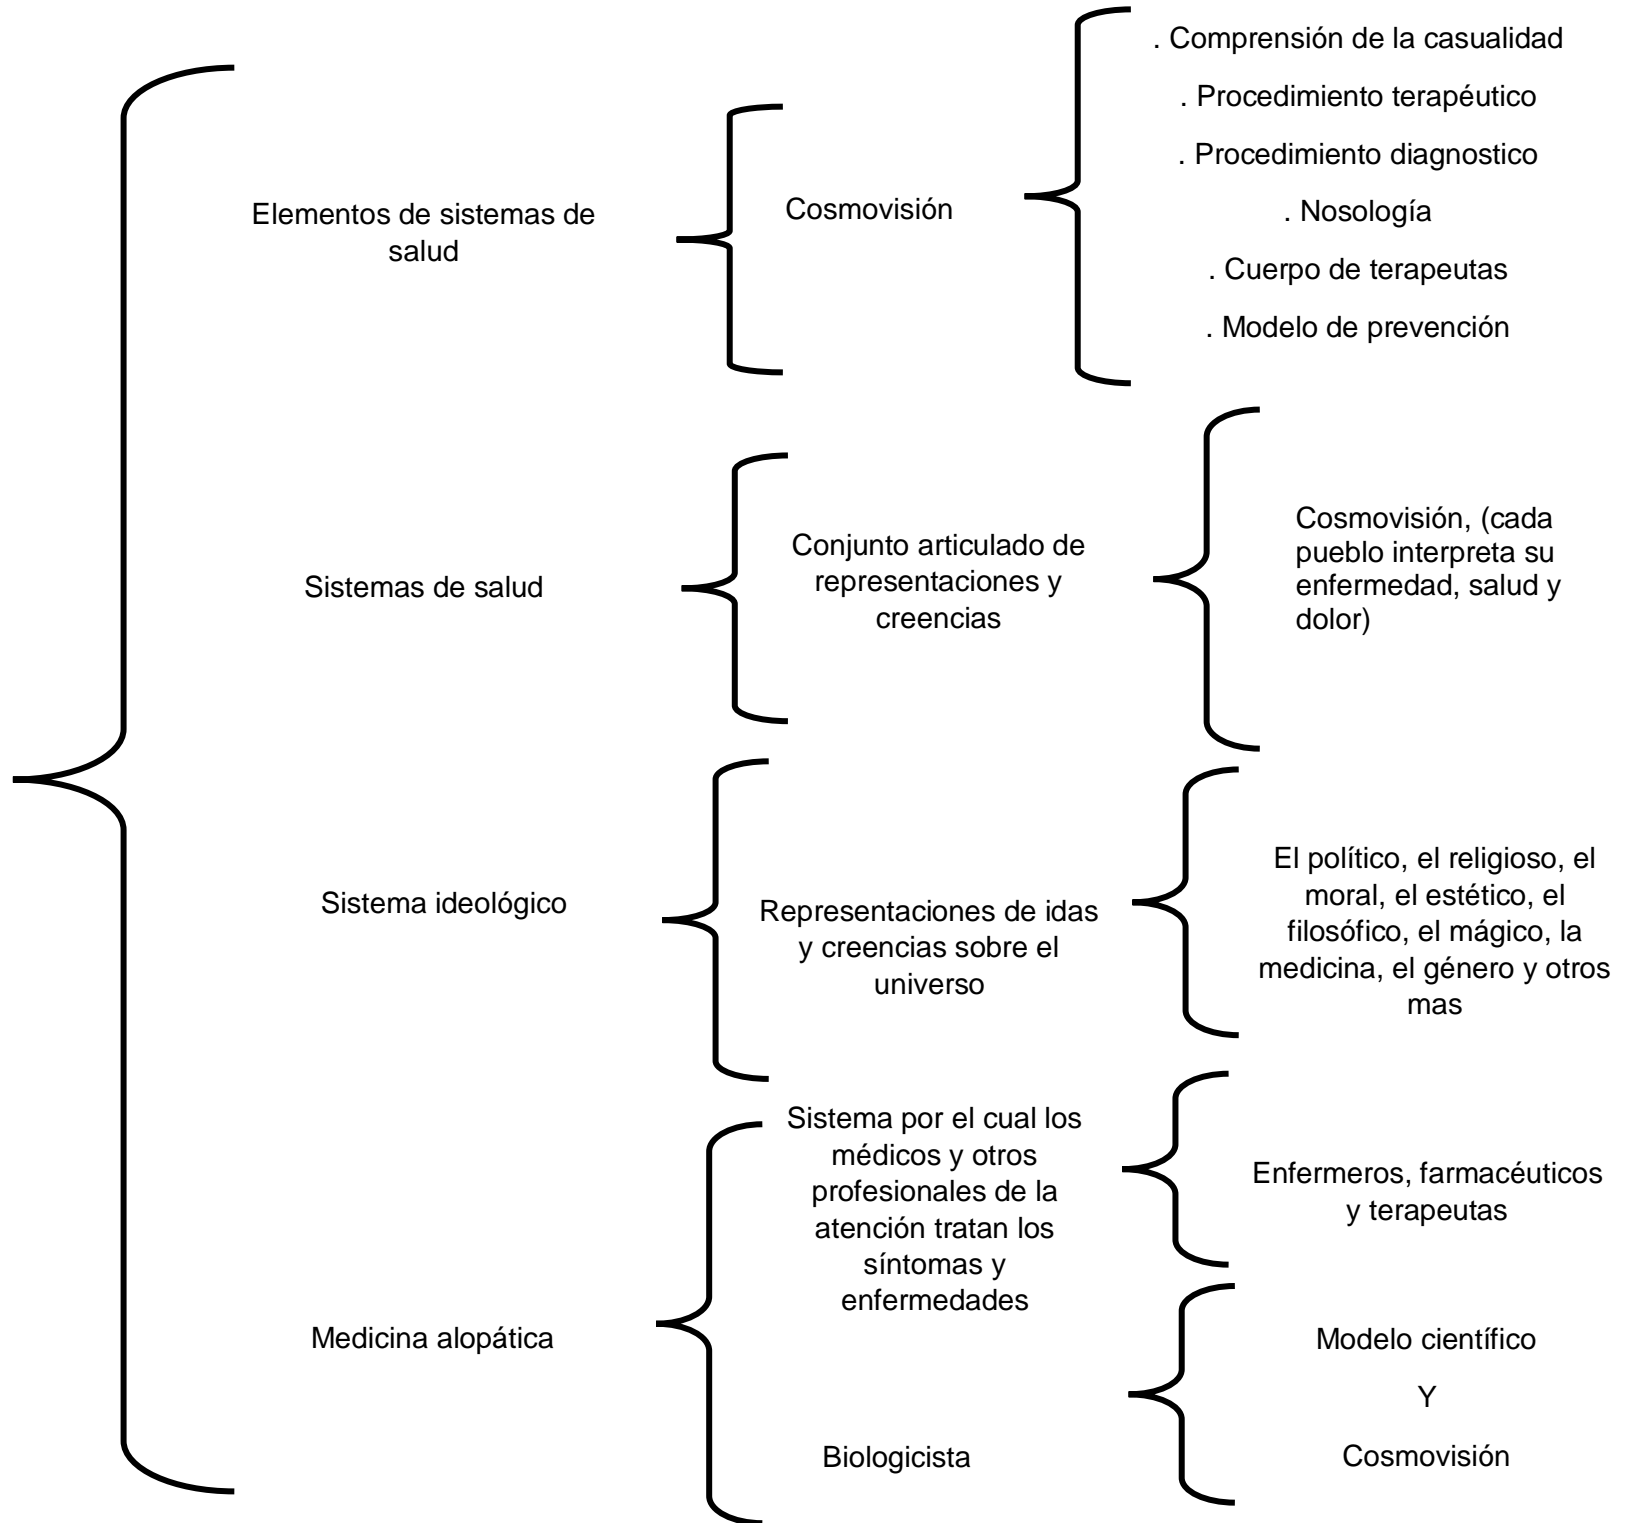 . Comprensión de la casualidad
. Procedimiento terapéutico
. Procedimiento diagnostico
. Nosología
. Cuerpo de terapeutas
. Modelo de prevención
Elementos de sistemas de
salud
Cosmovisión
Sistemas de salud
Conjunto articulado de
representaciones y
creencias
Cosmovisión, (cada
pueblo interpreta su
enfermedad, salud y
dolor)
Sistema ideológico
Representaciones de idas
y creencias sobre el
universo
El político, el religioso, el
moral, el estético, el
filosófico, el mágico, la
medicina, el género y otros
mas
Medicina alopática
Sistema por el cual los
médicos y otros
profesionales de la
atención tratan los
síntomas y
enfermedades
Enfermeros, farmacéuticos
y terapeutas
Biologicista
Modelo científico
Y
Cosmovisión